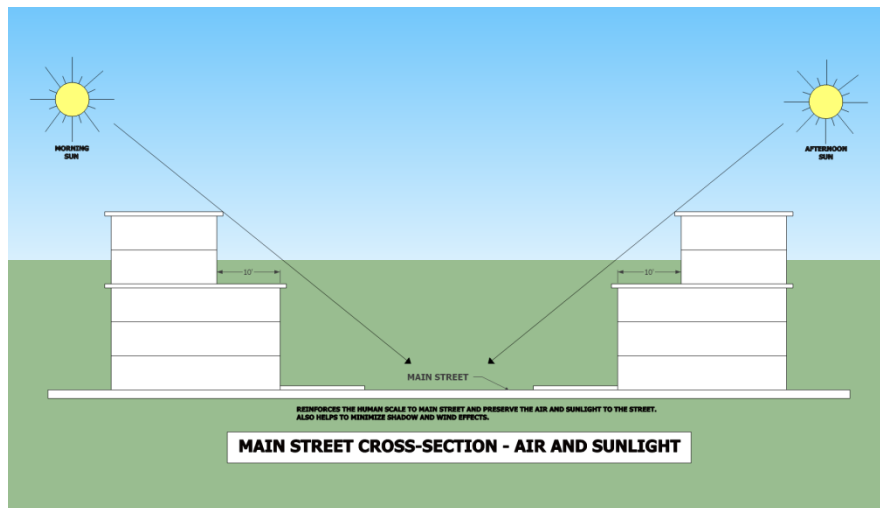 MORNING
SUN
AFTERNOON
SUN
10'
10'
MAIN STREET
REINFORCES THE HUMAN SCALE TO MAIN STREET AND PRESERVE THE AIR AND SUNLIGHT TO THE STREET.
ALSO HELPS TO MINIMIZE SHADOW AND WIND EFFECTS.
MAIN STREET CROSS-SECTION - AIR AND SUNLIGHT